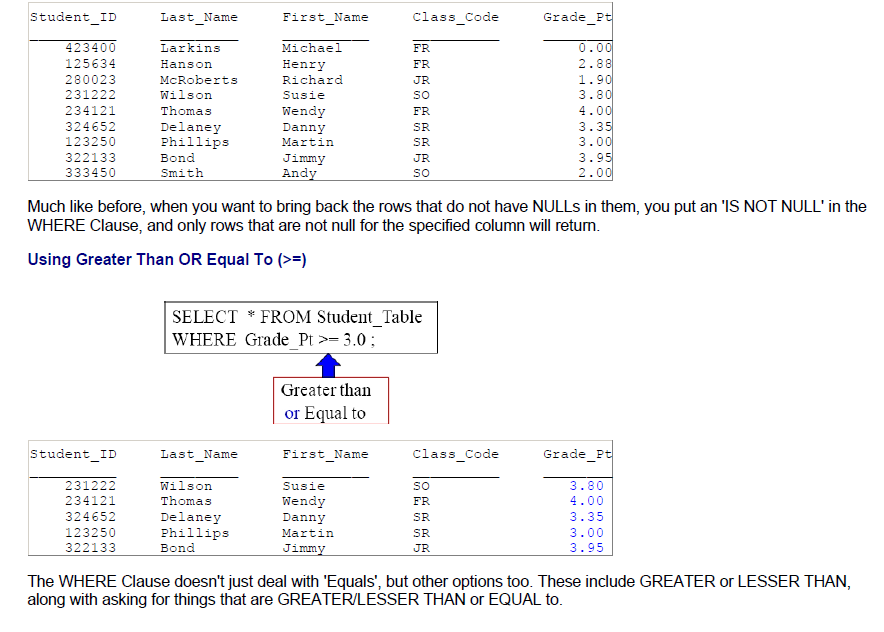 Student_ID Last_Name First_Name Class_Code Grade_Pt
423400 Larkins Michael FR 0.00
125634 Hanson Henry FR 2.88
280023 McRoberts Richard JR 1.90
231222 Wilson Susie SO 3.80
234121 Thomas Wendy FR 4.00
324652 Delaney Danny SR 3.35
123250 Phillips Martin SR 3.00
322133 Bond Jimmy JR 3.95
333450 Smith Andy SO 2.00
Much like before, when you want to bring back the rows that do not have NULLs in them, you put an 'IS NOT NULL' in the
WHERE Clause, and only rows that are not null for the specified column will return.
Using Greater Than OR Equal To (>=)
SELECT * FROM Student_Table
WHERE Grade_Pt >= 3.0 ;
Greater than
or Equal to
Student_ID Last_Name First_Name Class_Code Grade_Pt
231222 Wilson Susie SO 3.80
234121 Thomas Wendy FR 4.00
324652 Delaney Danny SR 3.35
123250 Phillips Martin SR 3.00
322133 Bond Jimmy JR 3.95
The WHERE Clause doesn't just deal with 'Equals', but other options too. These include GREATER or LESSER THAN,
along with asking for things that are GREATER/LESSER THAN or EQUAL to.